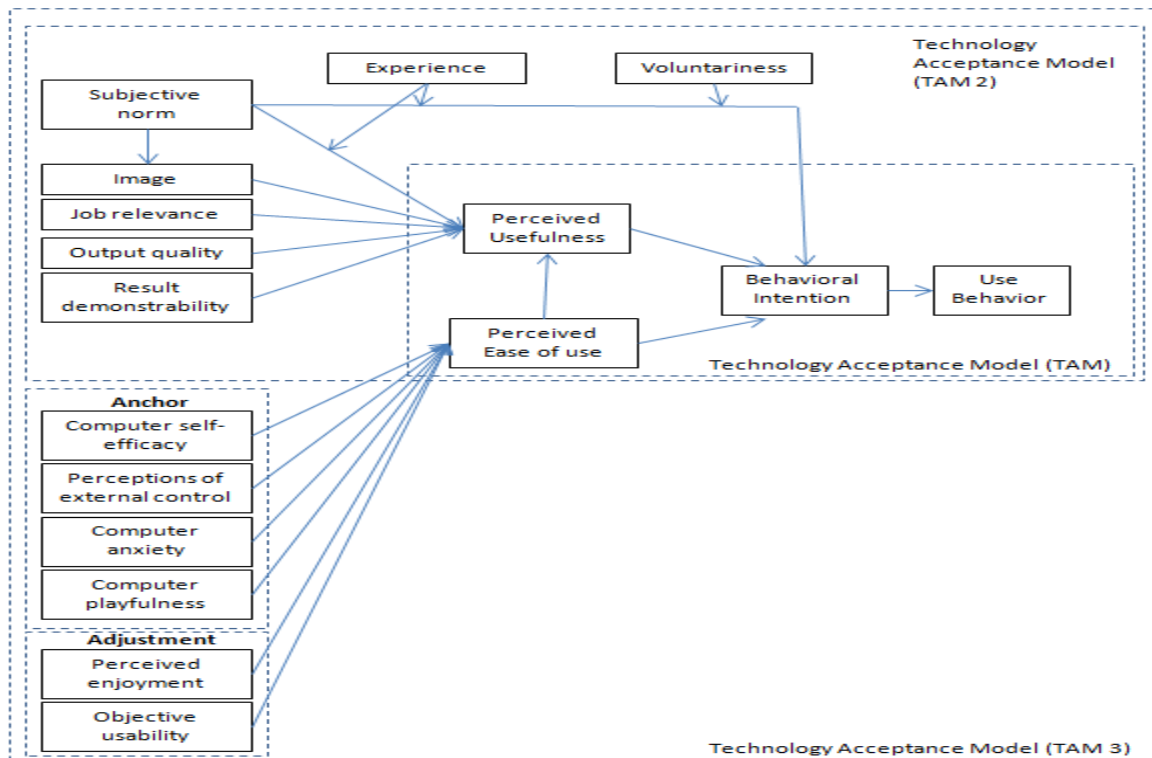 Technology
Acceptance Model
(TAM 2)
Experience
Voluntariness
Subjective
norm
Image
Job relevance
Output quality
Result
demonstrability
Perceived
Usefulness
Behavioral
Intention
Use
Behavior
Perceived
Ease of use
Technology Acceptance Model (TAM)
Anchor
Computer self-
efficacy
Perceptions of
external control
Computer
anxiety
Computer
playfulness
Adjustment
Perceived
enjoyment
Objective
usability
Technology Acceptance Model (TAM 3)